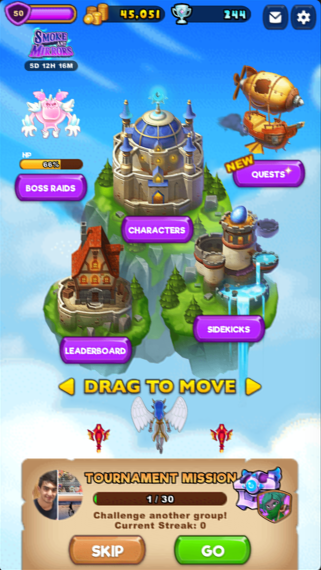 50
45,051
244
SMOKE
AND
MIRRORS
5D 12H 16M
HP
66%
BOSS RAIDS
NEW
QUESTS
CHARACTERS
SIDEKICKS
LEADERBOARD
DRAG TO MOVE
TOURNAMENT MISSION
1 / 30
Challenge another group!
Current Streak: 0
SKIP
GO